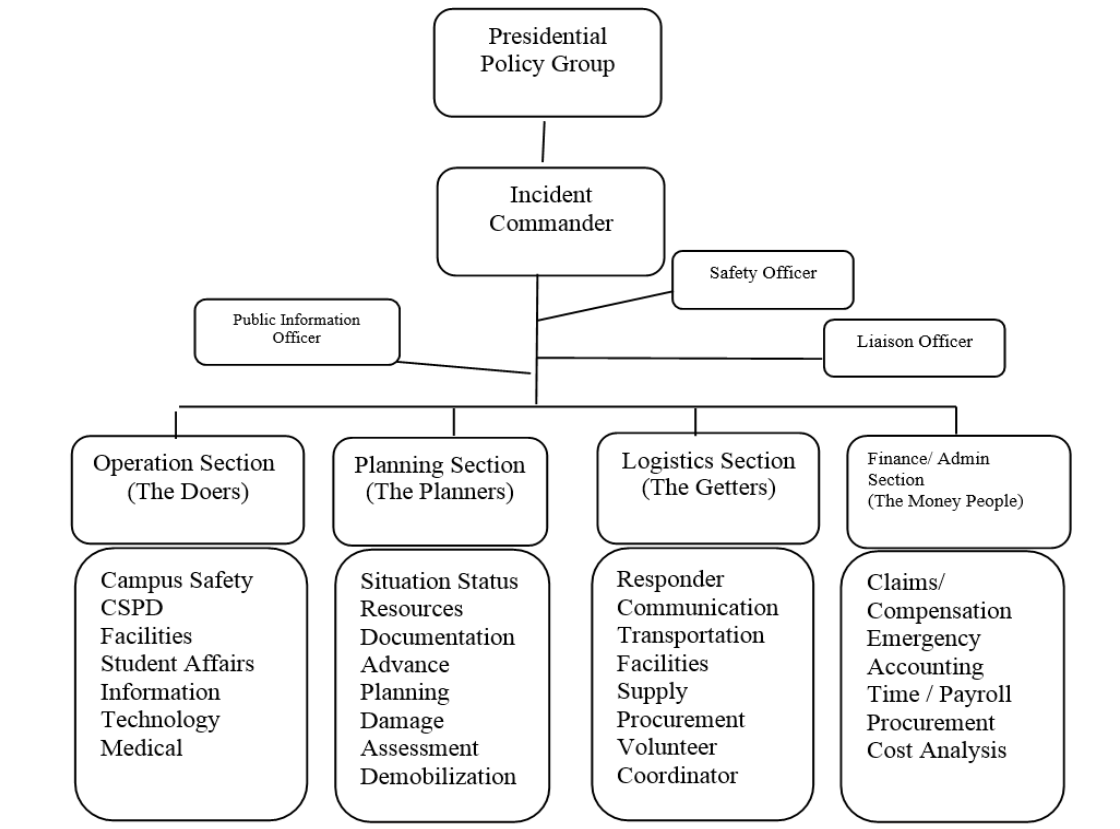 Presidential
Policy Group
Incident
Commander
Safety Officer
Public Information
Officer
Liaison Officer
Operation Section
(The Doers)
Planning Section
(The Planners)
Logistics Section
(The Getters)
Finance/ Admin
Section
(The Money People)
Campus Safety
CSPD
Facilities
Student Affairs
Information
Technology
Medical
Situation Status
Resources
Documentation
Advance
Planning
Damage
Assessment
Demobilization
Responder
Communication
Transportation
Facilities
Supply
Procurement
Volunteer
Coordinator
Claims/
Compensation
Emergency
Accounting
Time / Payroll
Procurement
Cost Analysis